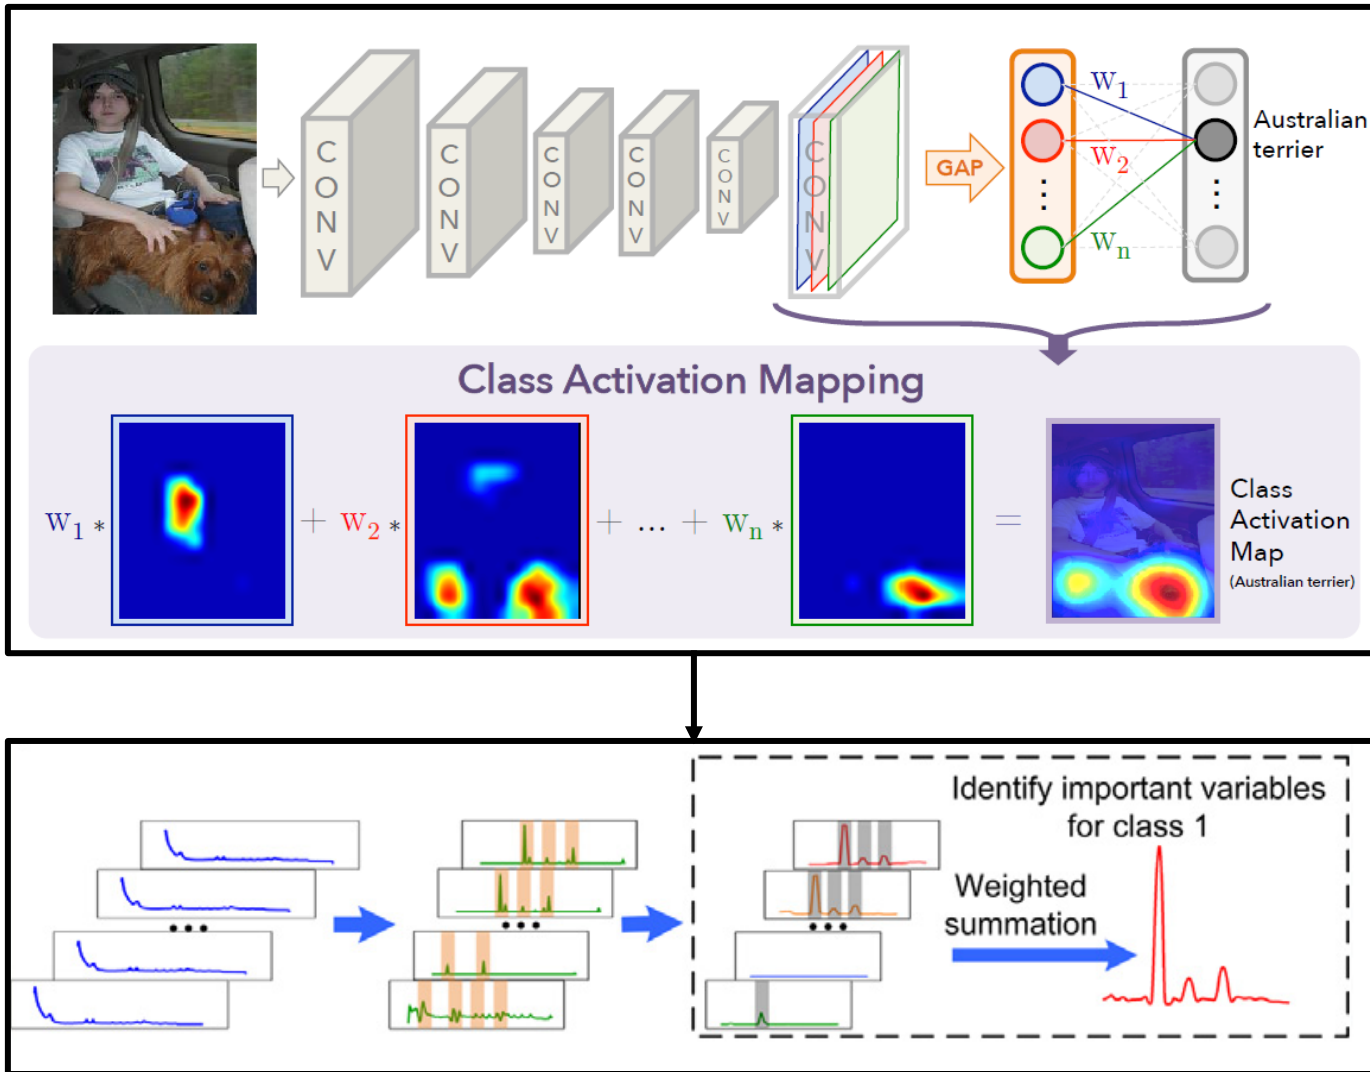 CONV
CONV
CONV
CONV
CONV
CONV
GAP
w1
w2
wn
Australian
terrier
Class Activation Mapping
w1 *
+
w2 *
+ ... +
wn *
=
Class
Activation
Map
(Australian terrier)
Identify important variables
for class 1
Weighted
summation